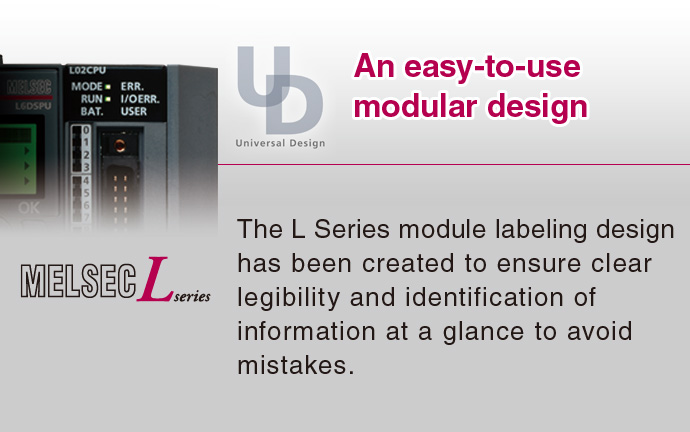 L02CPU
MELSEC
MODE ERR.
RUN I/OERR.
BAT. USER
L6DSPU
0
1
2
3
4
5
6
OK
UD
Universal Design
An easy-to-use
modular design
MELSEC L series
The L Series module labeling design
has been created to ensure clear
legibility and identification of
information at a glance to avoid
mistakes.